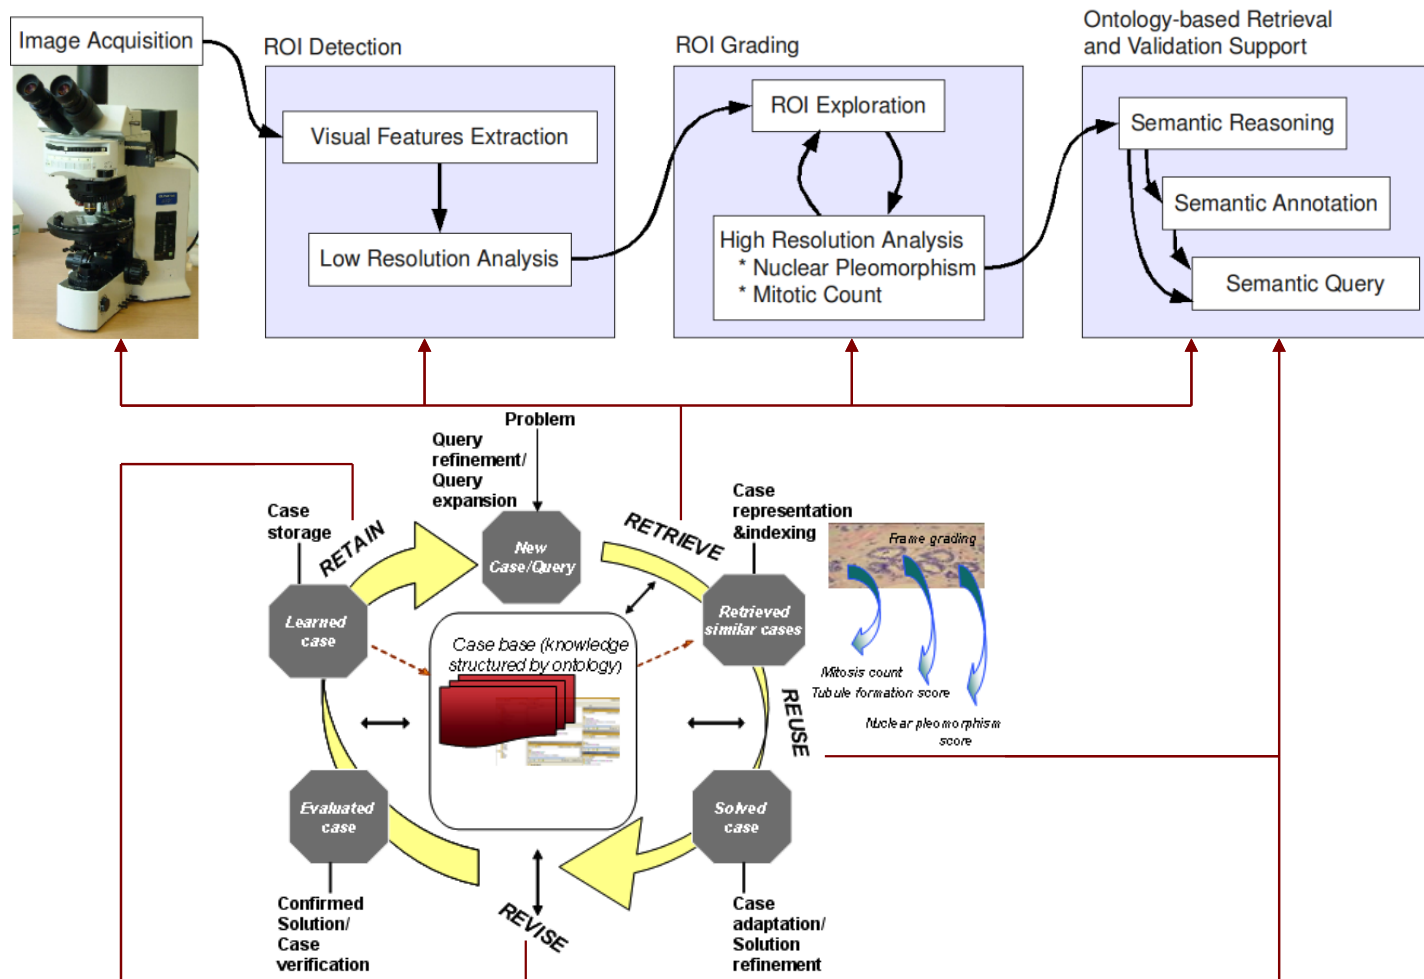 Image Acquisition
ROI Detection
Visual Features Extraction
Low Resolution Analysis
ROI Grading
ROI Exploration
High Resolution Analysis
* Nuclear Pleomorphism
* Mitotic Count
Ontology-based Retrieval
and Validation Support
Semantic Reasoning
Semantic Annotation
Semantic Query
Problem
Query
refinement/
Query
expansion
Case
storage
RETAIN
New
Case/Query
RETRIEVE
Case
representation
&indexing
Frame grading
Learned
case
Retrieved
similar cases
Case base (knowledge
structured by ontology)
Mitosis count
Tubule formation score
Nuclear pleomorphism
score
REUSE
Evaluated
case
Solved
case
Confirmed
Solution/
Case
verification
REVISE
Case
adaptation/
Solution
refinement